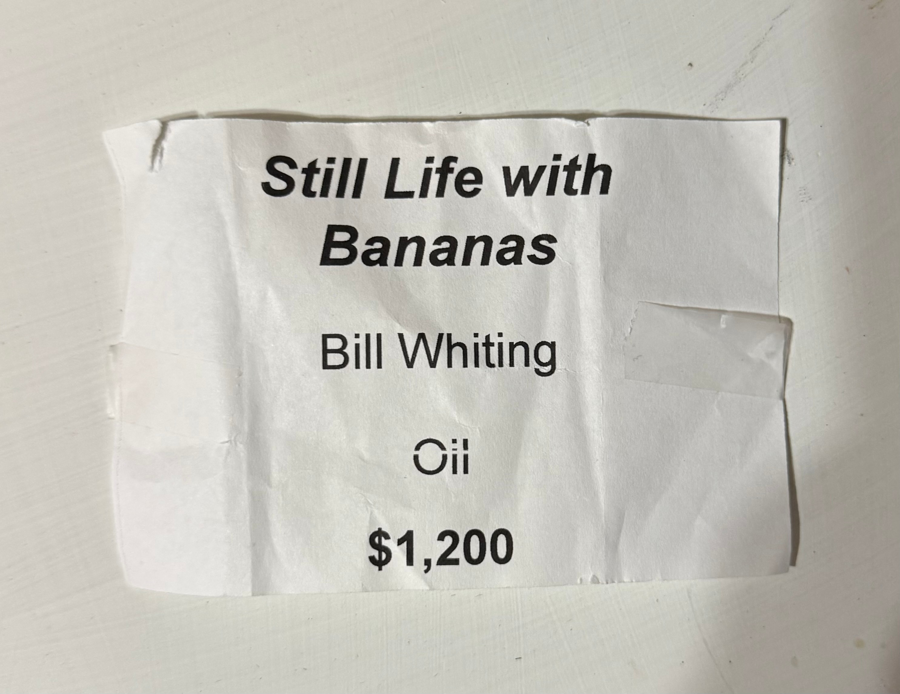 Still Life with
Bananas
Bill Whiting
Oil
$1,200